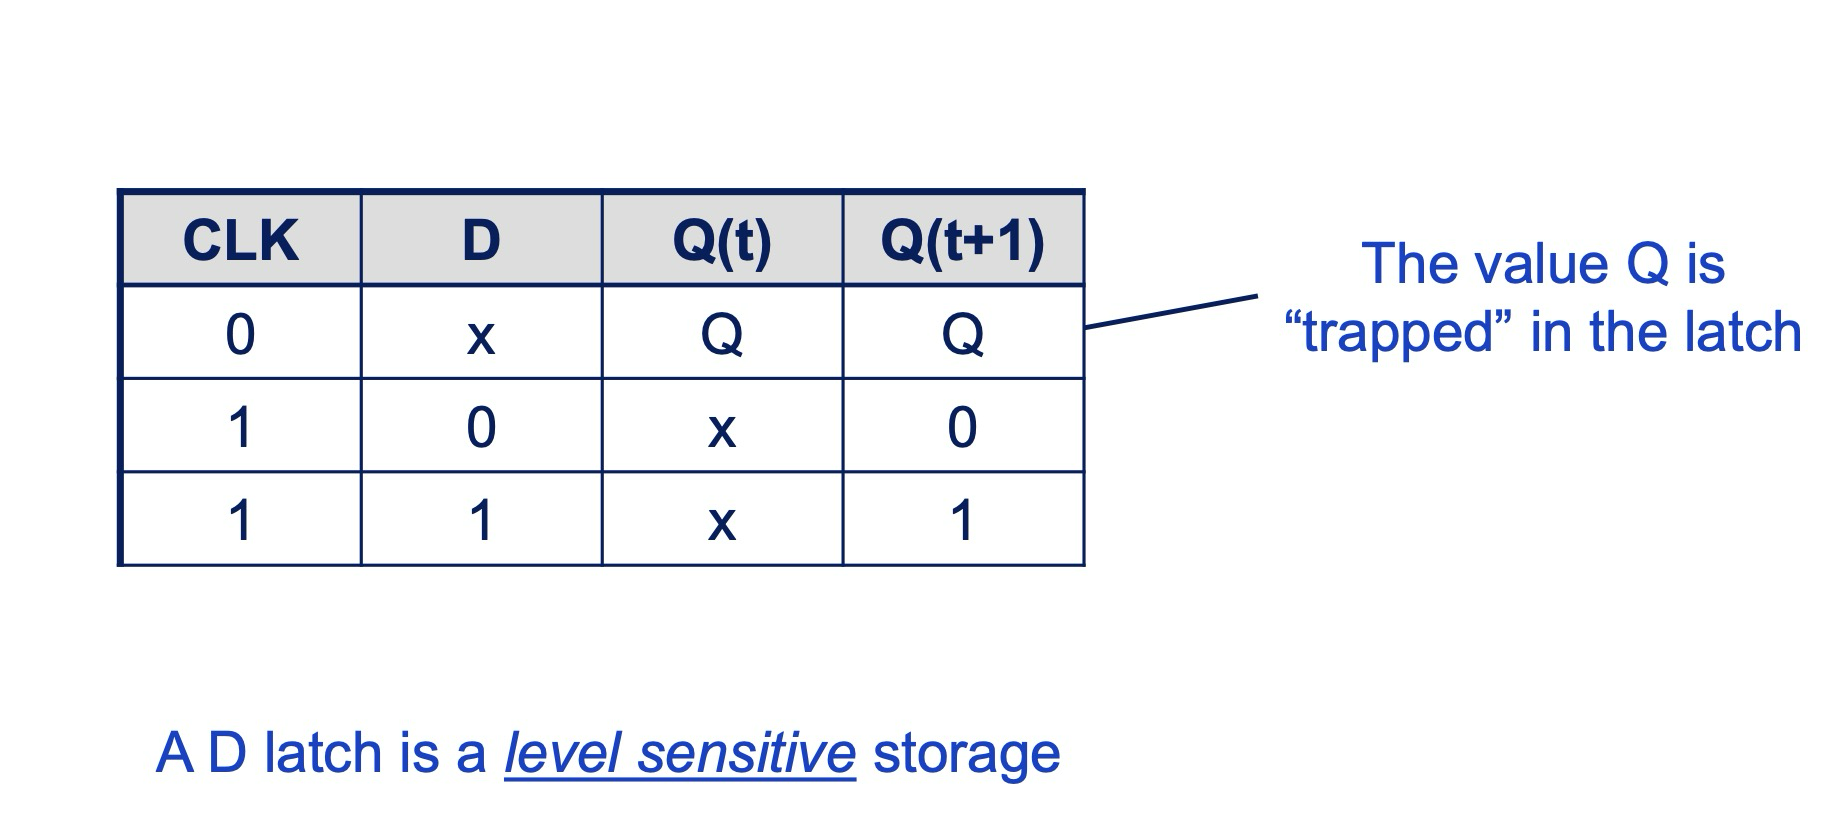 CLK D Q(t) Q(t+1)
0 x Q Q
1 0 x 0
1 1 x 1
The value Q is
“trapped” in the latch
A D latch is a level sensitive storage